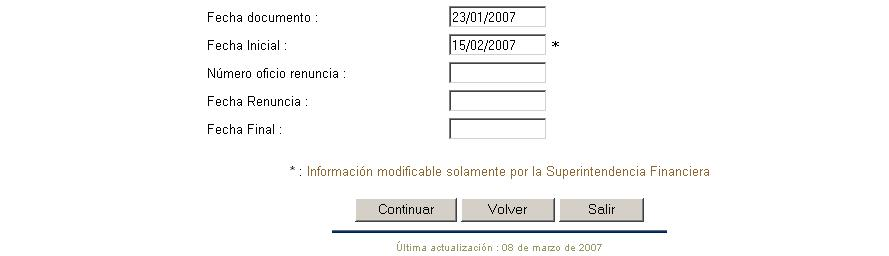 Fecha documento : 23/01/2007
Fecha Inicial : 15/02/2007 *
Número oficio renuncia :
Fecha Renuncia :
Fecha Final :
* : Información modificable solamente por la Superintendencia Financiera
Continuar Volver Salir
Última actualización : 08 de marzo de 2007